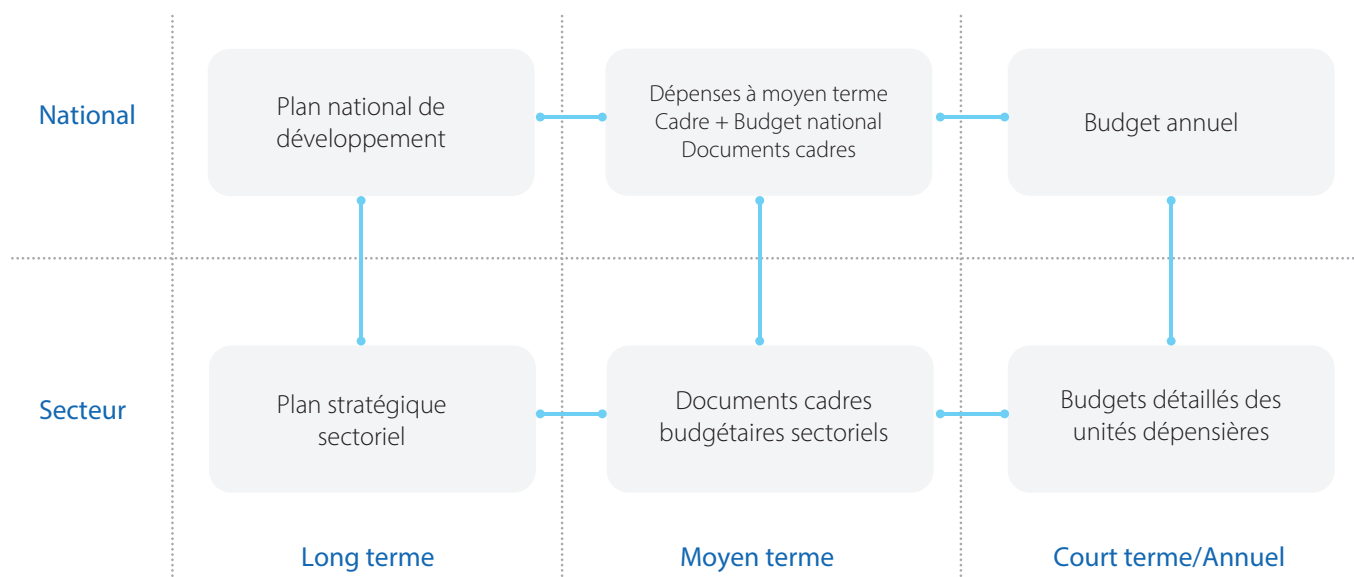 National
Plan national de
développement
Dépenses à moyen terme
Cadre + Budget national
Documents cadres
Budget annuel
Secteur
Plan stratégique
sectoriel
Documents cadres
budgétaires sectoriels
Budgets détaillés des
unités dépensières
Long terme
Moyen terme
Court terme/Annuel